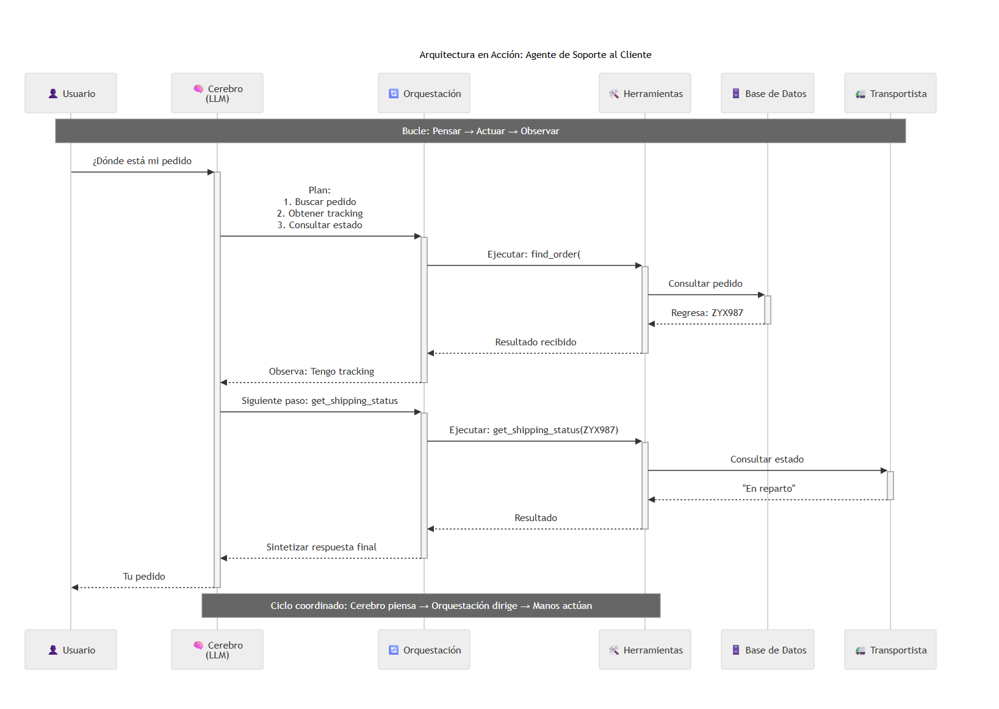 Arquitectura en Acción: Agente de Soporte al Cliente
Usuario
Cerebro
(LLM)
Orquestación
Herramientas
Base de Datos
Transportista
Bucle: Pensar → Actuar → Observar
¿Dónde está mi pedido
Plan:
1. Buscar pedido
2. Obtener tracking
3. Consultar estado
Ejecutar: find_order(
Consultar pedido
Regresa: ZYX987
Resultado recibido
Observa: Tengo tracking
Siguiente paso: get_shipping_status
Ejecutar: get_shipping_status(ZYX987)
Consultar estado
"En reparto"
Resultado
Sintetizar respuesta final
Tu pedido
Ciclo coordinado: Cerebro piensa → Orquestación dirige → Manos actúan
Usuario
Cerebro
(LLM)
Orquestación
Herramientas
Base de Datos
Transportista